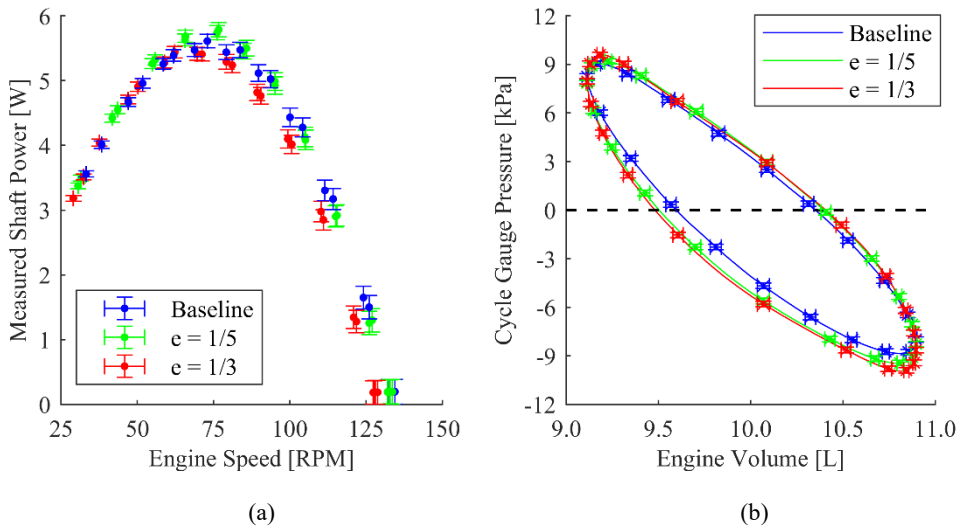 6
5
4
3
2
1
0
Measured Shaft Power [W]
Baseline
e = 1/5
e = 1/3
25
50
75
100
125
150
Engine Speed [RPM]
(a)
12
9
6
3
0
-3
-6
-9
-12
Cycle Gauge Pressure [kPa]
Baseline
e = 1/5
e = 1/3
9.0
9.5
10.0
10.5
11.0
Engine Volume [L]
(b)